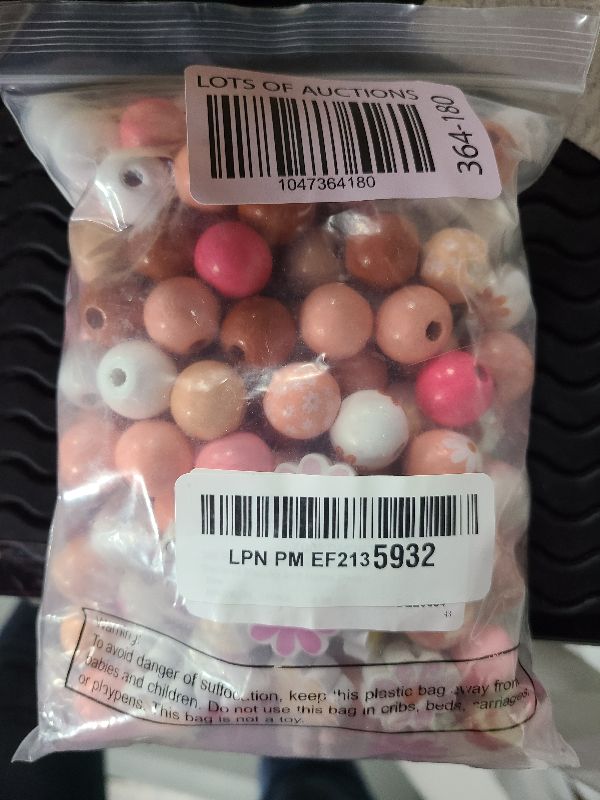 LOTS OF AUCTIONS
1047364180
364-180
LPN PM EF2135932
Warning:
To avoid danger of suffocation, keep this plastic bag away from
babies and children. Do not use this bag in cribs, beds, carriages,
or playpens. This bag is not a toy.